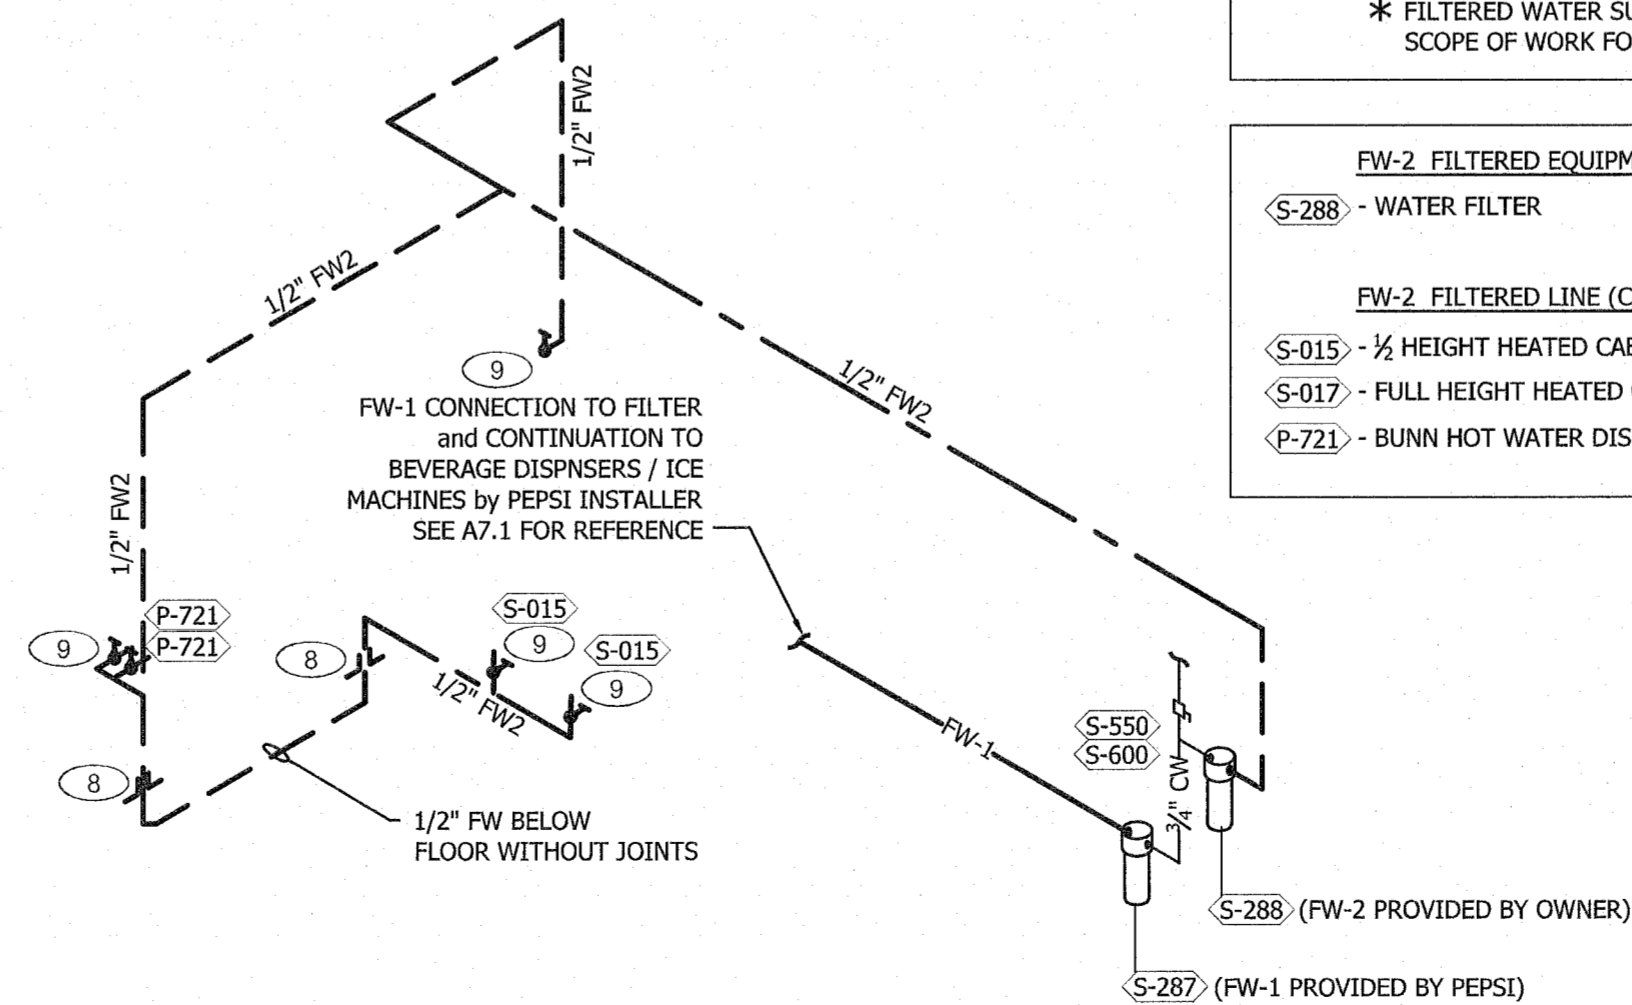 * FILTERED WATER SU
SCOPE OF WORK FO
FW-2 FILTERED EQUIPM
S-288 - WATER FILTER
FW-2 FILTERED LINE (C
S-015 - ½ HEIGHT HEATED CAB
S-017 - FULL HEIGHT HEATED
P-721 - BUNN HOT WATER DIS
1/2" FW2
1/2" FW2
1/2" FW2
1/2" FW2
9
FW-1 CONNECTION TO FILTER
and CONTINUATION TO
BEVERAGE DISPNSERS / ICE
MACHINES by PEPSI INSTALLER
SEE A7.1 FOR REFERENCE
P-721
P-721
9
8
8
S-015
9
S-015
9
1/2" FW2
1/2" FW BELOW
FLOOR WITHOUT JOINTS
FW-1
S-550
S-600
3/4" CW
S-288 (FW-2 PROVIDED BY OWNER)
S-287 (FW-1 PROVIDED BY PEPSI)